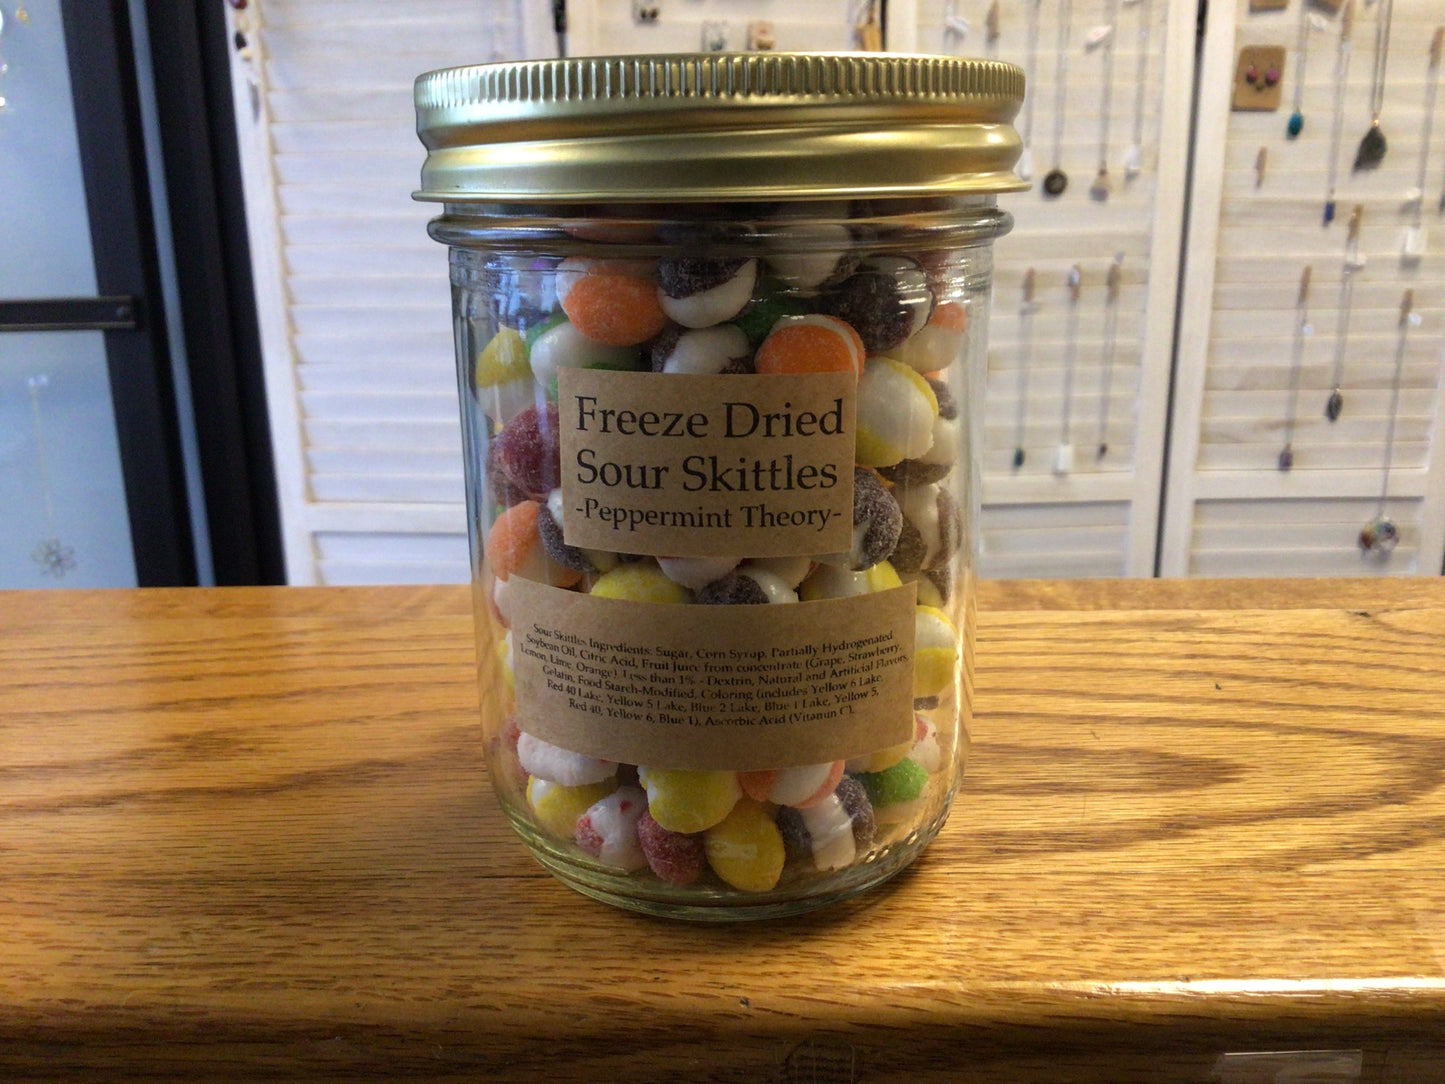 Freeze Dried
Sour Skittles
-Peppermint Theory-
Sour Skittles Ingredients: Sugar, Corn Syrup, Partially Hydrogenated
Soybean Oil, Citric Acid, Fruit Juice from concentrate (Grape, Strawberry,
Lemon, Lime, Orange), Less than 1% - Dextrin, Natural and Artificial Flavors,
Gelatin, Food Starch-Modified, Coloring (includes Yellow 6 Lake,
Red 40 Lake, Yellow 5 Lake, Blue 2 Lake, Blue 1 Lake, Yellow 5,
Red 40, Yellow 6, Blue 1), Ascorbic Acid (Vitamin C).